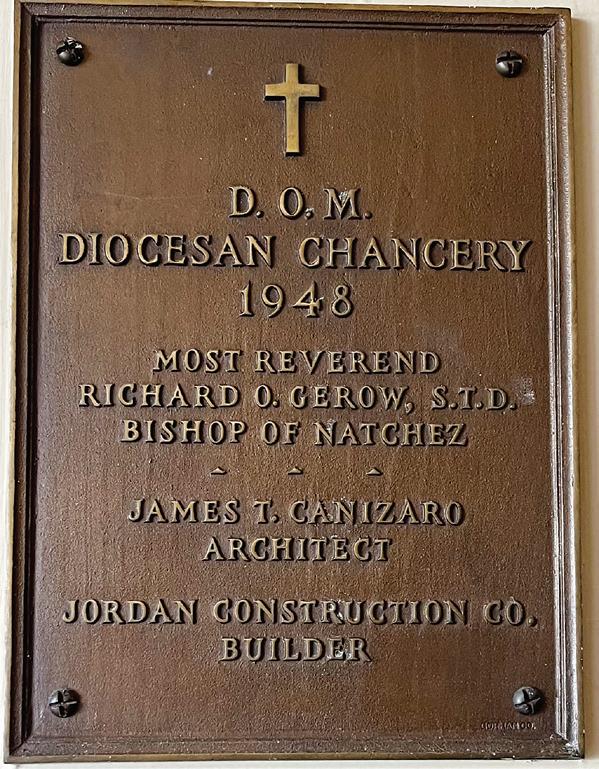 D. O. M.
DIOCESAN CHANCERY
1948
MOST REVEREND
RICHARD O. GEROW, S.T.D.
BISHOP OF NATCHEZ
JAMES T. CANIZARO
ARCHITECT
JORDAN CONSTRUCTION CO.
BUILDER